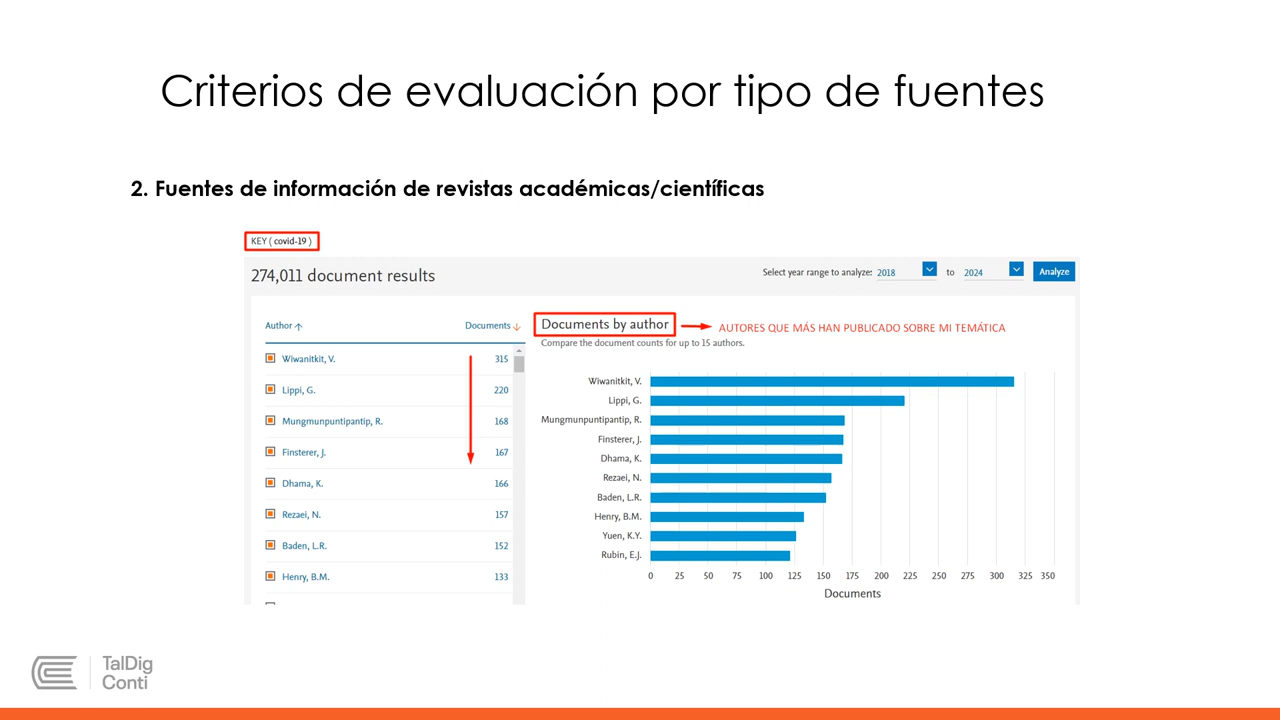 Criterios de evaluación por tipo de fuentes
2. Fuentes de información de revistas académicas/científicas
KEY ( covid-19 )
274,011 document results
Select year range to analyze: 2018 to 2024 Analyze
Author Documents
Wiwanitkit, V. 315
Lippi, G. 220
Mungmunpuntipantip, R. 168
Finsterer, J. 167
Dhama, K. 166
Rezaei, N. 157
Baden, L.R. 152
Henry, B.M. 133
Documents by author
AUTORES QUE MÁS HAN PUBLICADO SOBRE MI TEMÁTICA
Compare the document counts for up to 15 authors.
Wiwanitkit, V.
Lippi, G.
Mungmunpuntipantip, R.
Finsterer, J.
Dhama, K.
Rezaei, N.
Baden, L.R.
Henry, B.M.
Yuen, K.Y.
Rubin, E.J.
0 25 50 75 100 125 150 175 200 225 250 275 300 325 350
Documents
TalDig
Conti